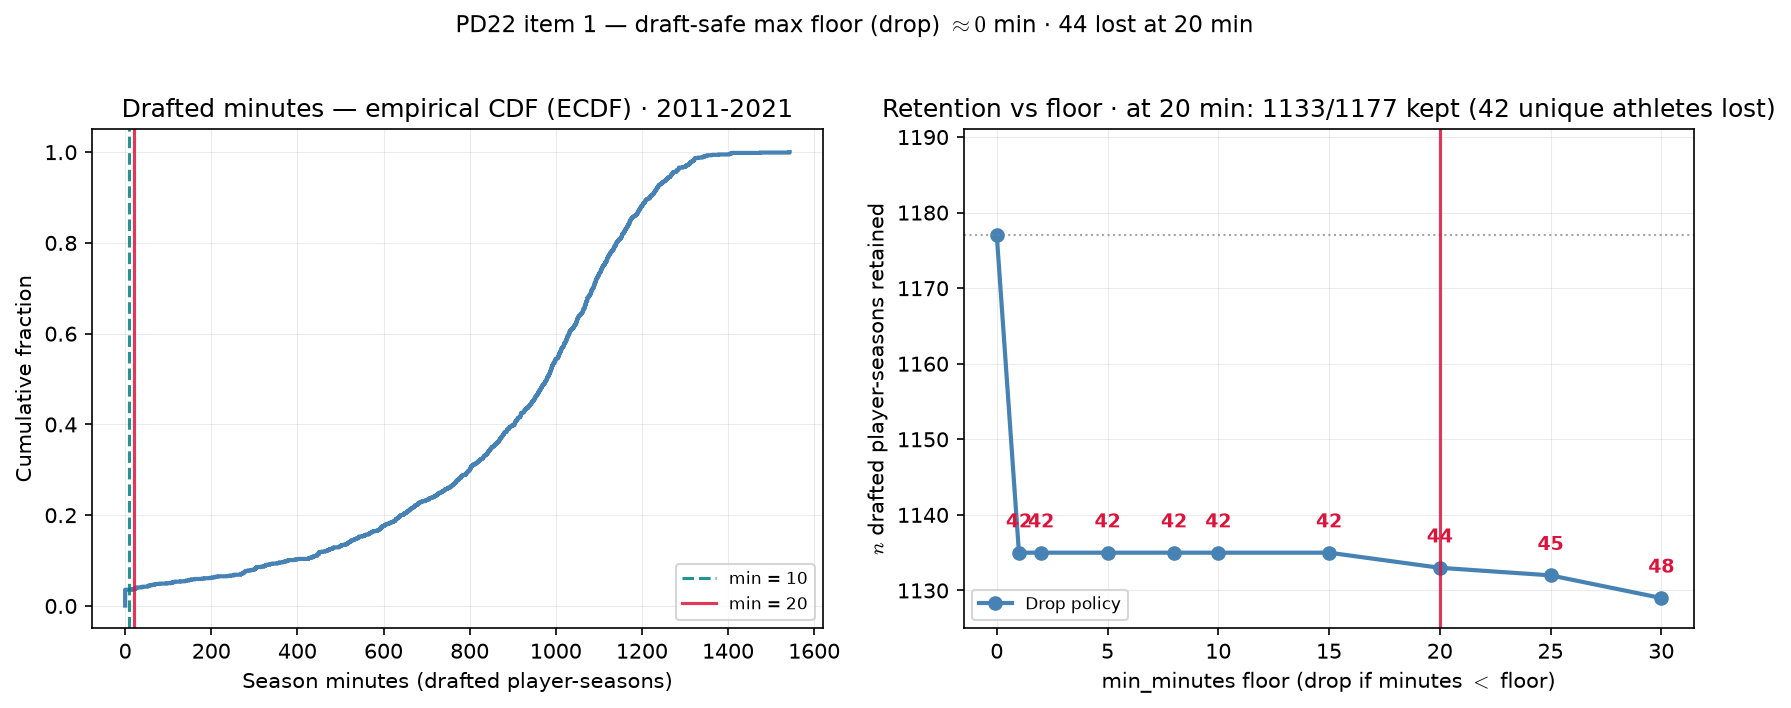 PD22 item 1 — draft-safe max floor (drop) ≈0 min · 44 lost at 20 min
Drafted minutes — empirical CDF (ECDF) · 2011-2021
Cumulative fraction
1.0
0.8
0.6
0.4
0.2
0.0
min = 10
min = 20
0 200 400 600 800 1000 1200 1400 1600
Season minutes (drafted player-seasons)
Retention vs floor · at 20 min: 1133/1177 kept (42 unique athletes lost)
n drafted player-seasons retained
1190
1180
1170
1160
1150
1140
1130
42 42 42 42 42 42 44 45 48
Drop policy
0 5 10 15 20 25 30
min_minutes floor (drop if minutes < floor)